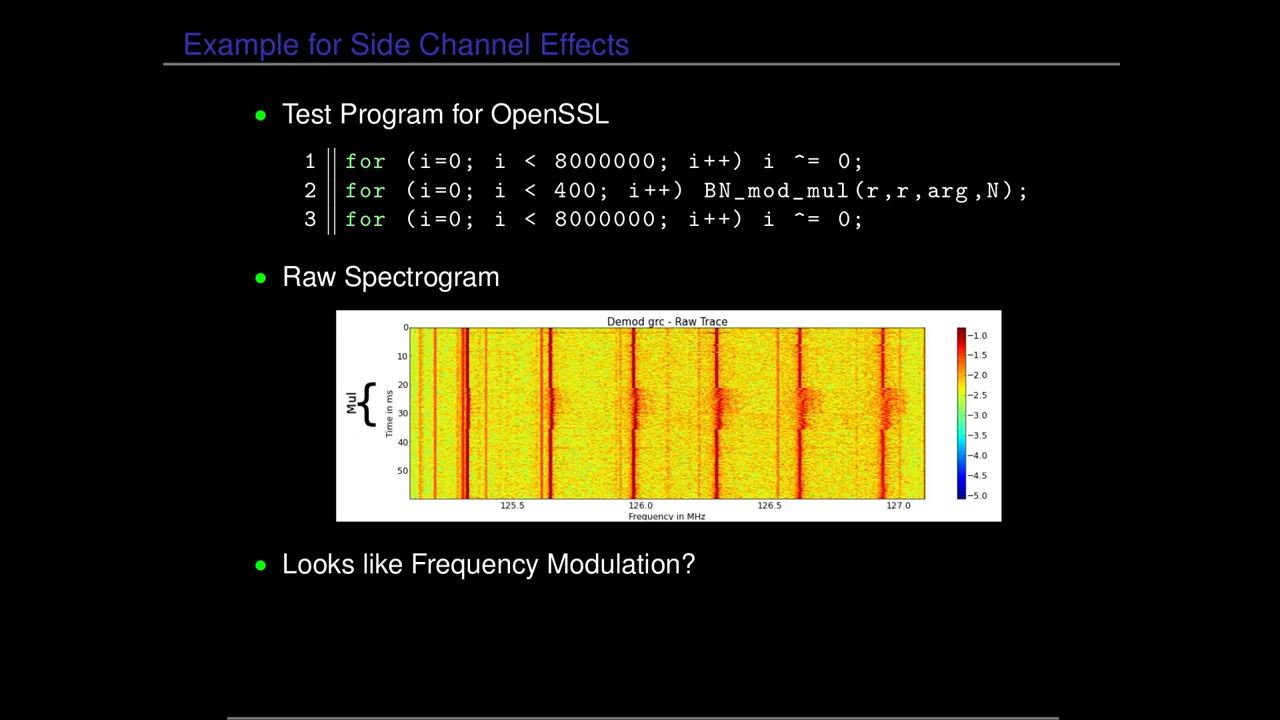 Example for Side Channel Effects
Test Program for OpenSSL
1 for (i=0; i < 8000000; i++) i ^= 0;
2 for (i=0; i < 400; i++) BN_mod_mul(r,r,arg,N);
3 for (i=0; i < 8000000; i++) i ^= 0;
Raw Spectrogram
Demod grc - Raw Trace
0
10
20
30
40
50
Mul {
Time in ms
125.5 126.0 126.5 127.0
Frequency in MHz
−1.0
−1.5
−2.0
−2.5
−3.0
−3.5
−4.0
−4.5
−5.0
Looks like Frequency Modulation?